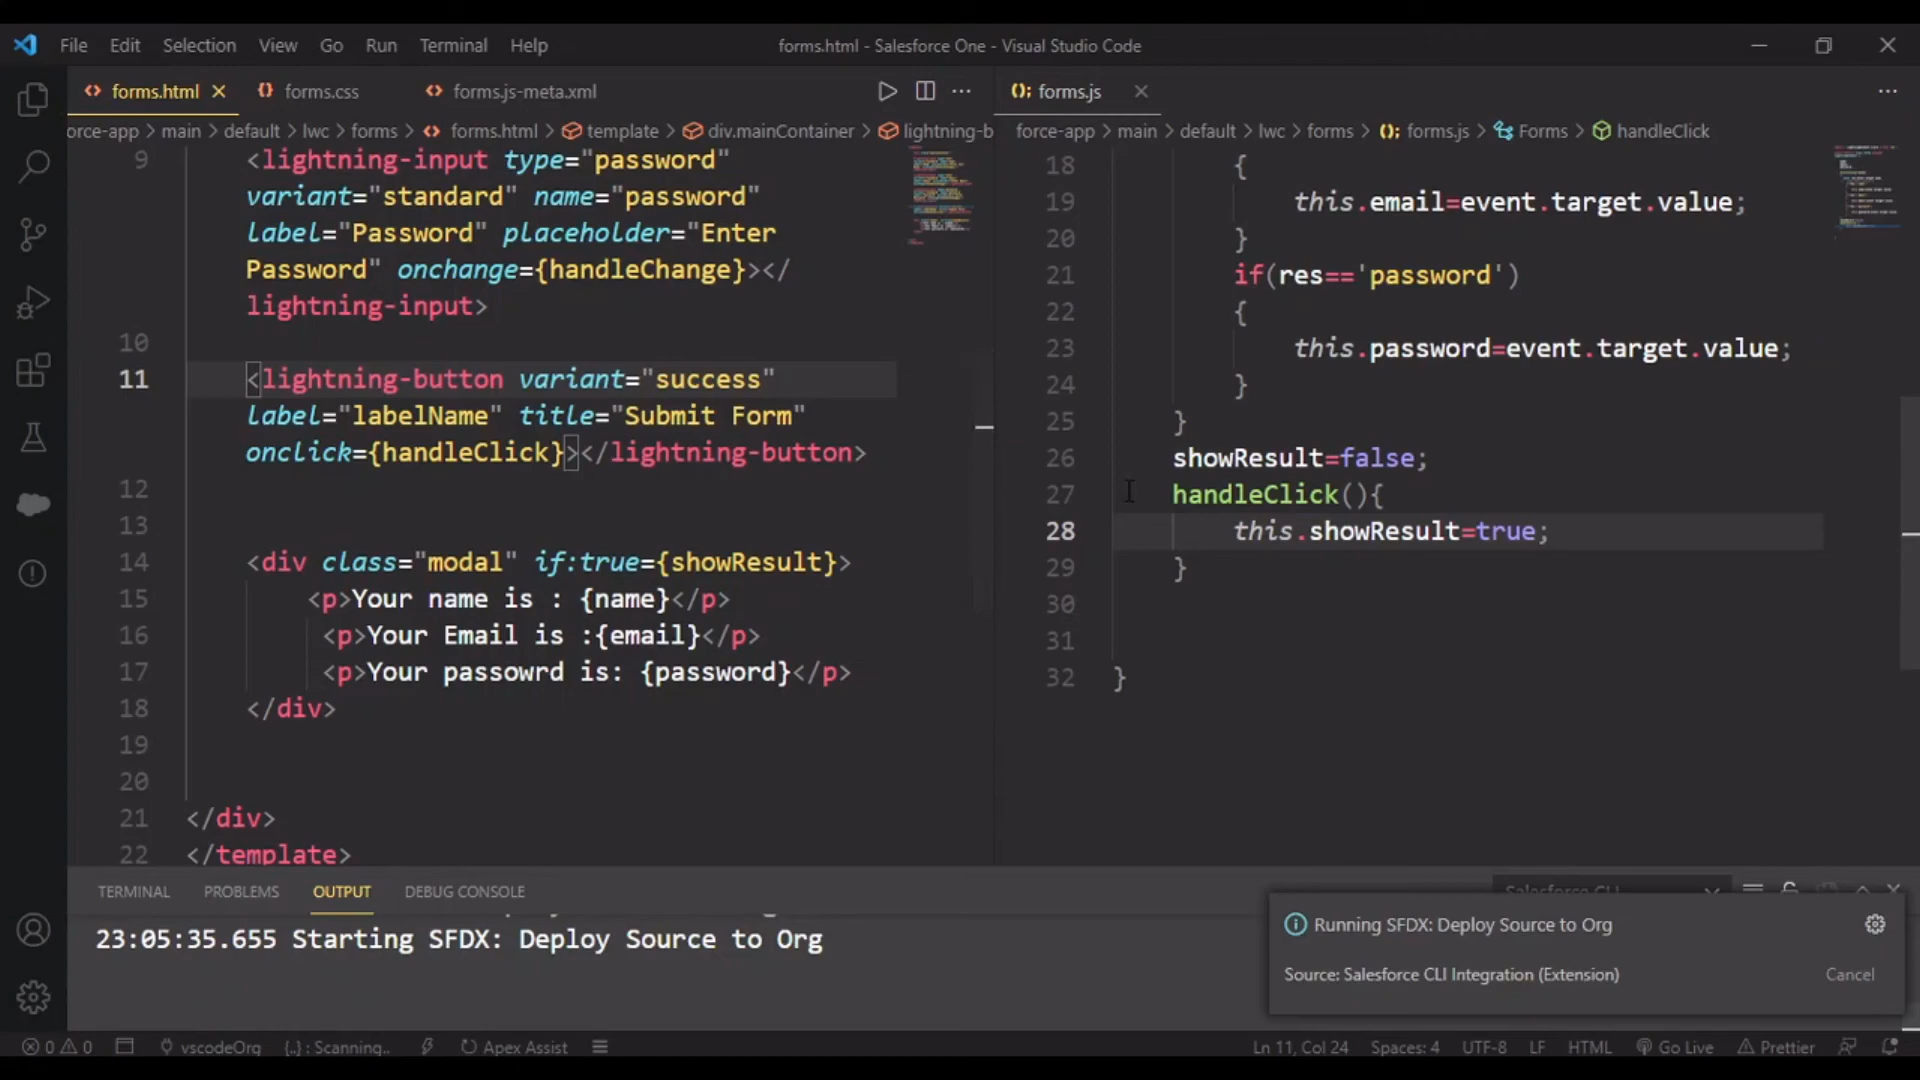 File Edit Selection View Go Run Terminal Help
forms.html - Salesforce One - Visual Studio Code
forms.html
forms.css
forms.js-meta.xml
orce-app > main > default > lwc > forms > forms.html > template > div.mainContainer > lightning-b
9 <lightning-input type="password"
variant="standard" name="password"
label="Password" placeholder="Enter
Password" onchange={handleChange}></
lightning-input>
10
11 <lightning-button variant="success"
label="labelName" title="Submit Form"
onclick={handleClick}></lightning-button>
12
13
14 <div class="modal" if:true={showResult}>
15 <p>Your name is : {name}</p>
16 <p>Your Email is :{email}</p>
17 <p>Your passowrd is: {password}</p>
18 </div>
19
20
21 </div>
22 </template>
forms.js
force-app > main > default > lwc > forms > forms.js > Forms > handleClick
18 {
19 this.email=event.target.value;
20 }
21 if(res=='password')
22 {
23 this.password=event.target.value;
24 }
25 }
26 showResult=false;
27 handleClick(){
28 this.showResult=true;
29 }
30
31
32 }
TERMINAL PROBLEMS OUTPUT DEBUG CONSOLE
Salesforce CLI
23:05:35.655 Starting SFDX: Deploy Source to Org
Running SFDX: Deploy Source to Org
Source: Salesforce CLI Integration (Extension)
Cancel
0 0 vscodeOrg {..} : Scanning.. Apex Assist
Ln 11, Col 24 Spaces: 4 UTF-8 LF HTML Go Live Prettier